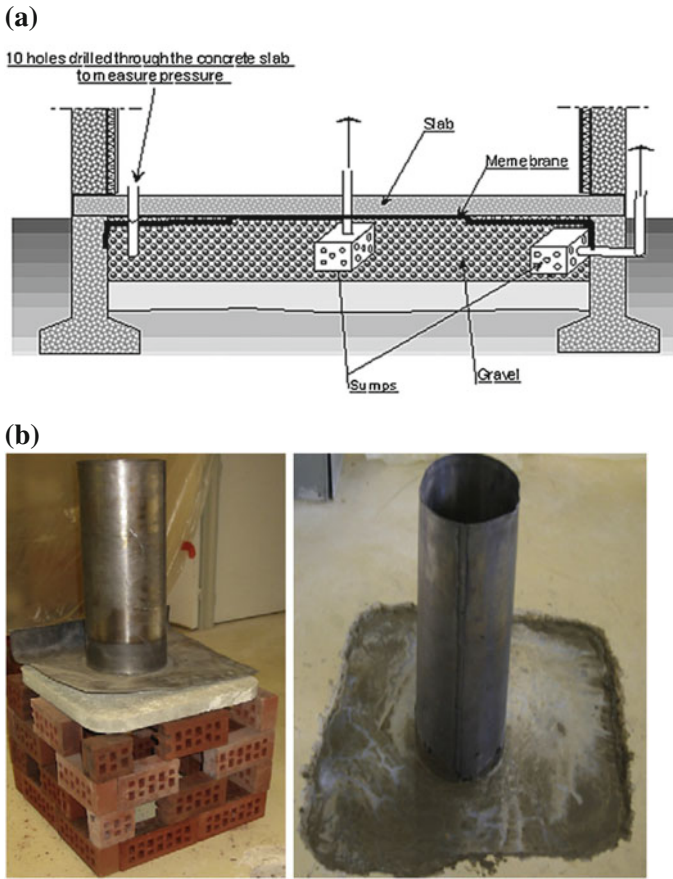 (a)
10 holes drilled through the concrete slab
to measure pressure
Slab
Memebrane
Sumps
Gravel
(b)